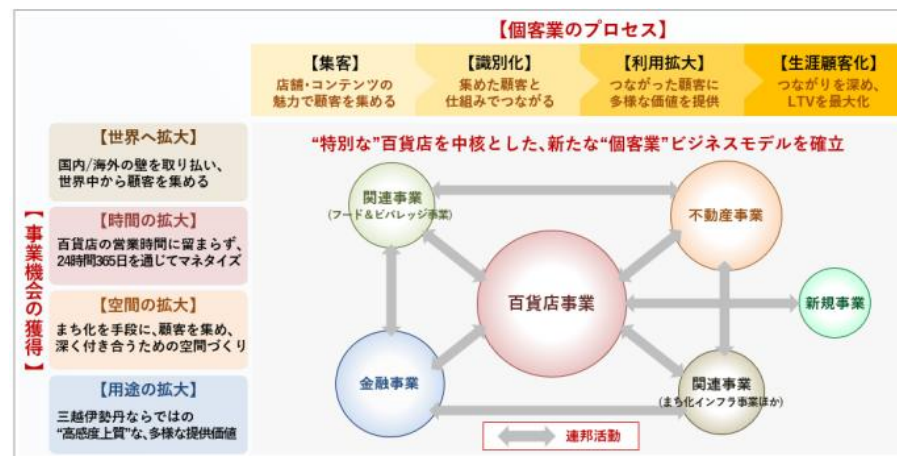 【個客業のプロセス】
【集客】
店舗・コンテンツの
魅力で顧客を集める
【識別化】
集めた顧客と
仕組みでつながる
【利用拡大】
つながった顧客に
多様な価値を提供
【生涯顧客化】
つながりを深め、
LTVを最大化
【事業機会の獲得】
【世界へ拡大】
国内/海外の壁を取り払い、
世界中から顧客を集める
【時間の拡大】
百貨店の営業時間に留まらず、
24時間365日を通じてマネタイズ
【空間の拡大】
まち化を手段に、顧客を集め、
深く付き合うための空間づくり
【用途の拡大】
三越伊勢丹ならではの
“高感度上質”な、多様な提供価値
“特別な”百貨店を中核とした、新たな“個客業”ビジネスモデルを確立
関連事業
(フード&ビバレッジ事業)
不動産事業
百貨店事業
新規事業
金融事業
関連事業
(まち化インフラ事業ほか)
連邦活動